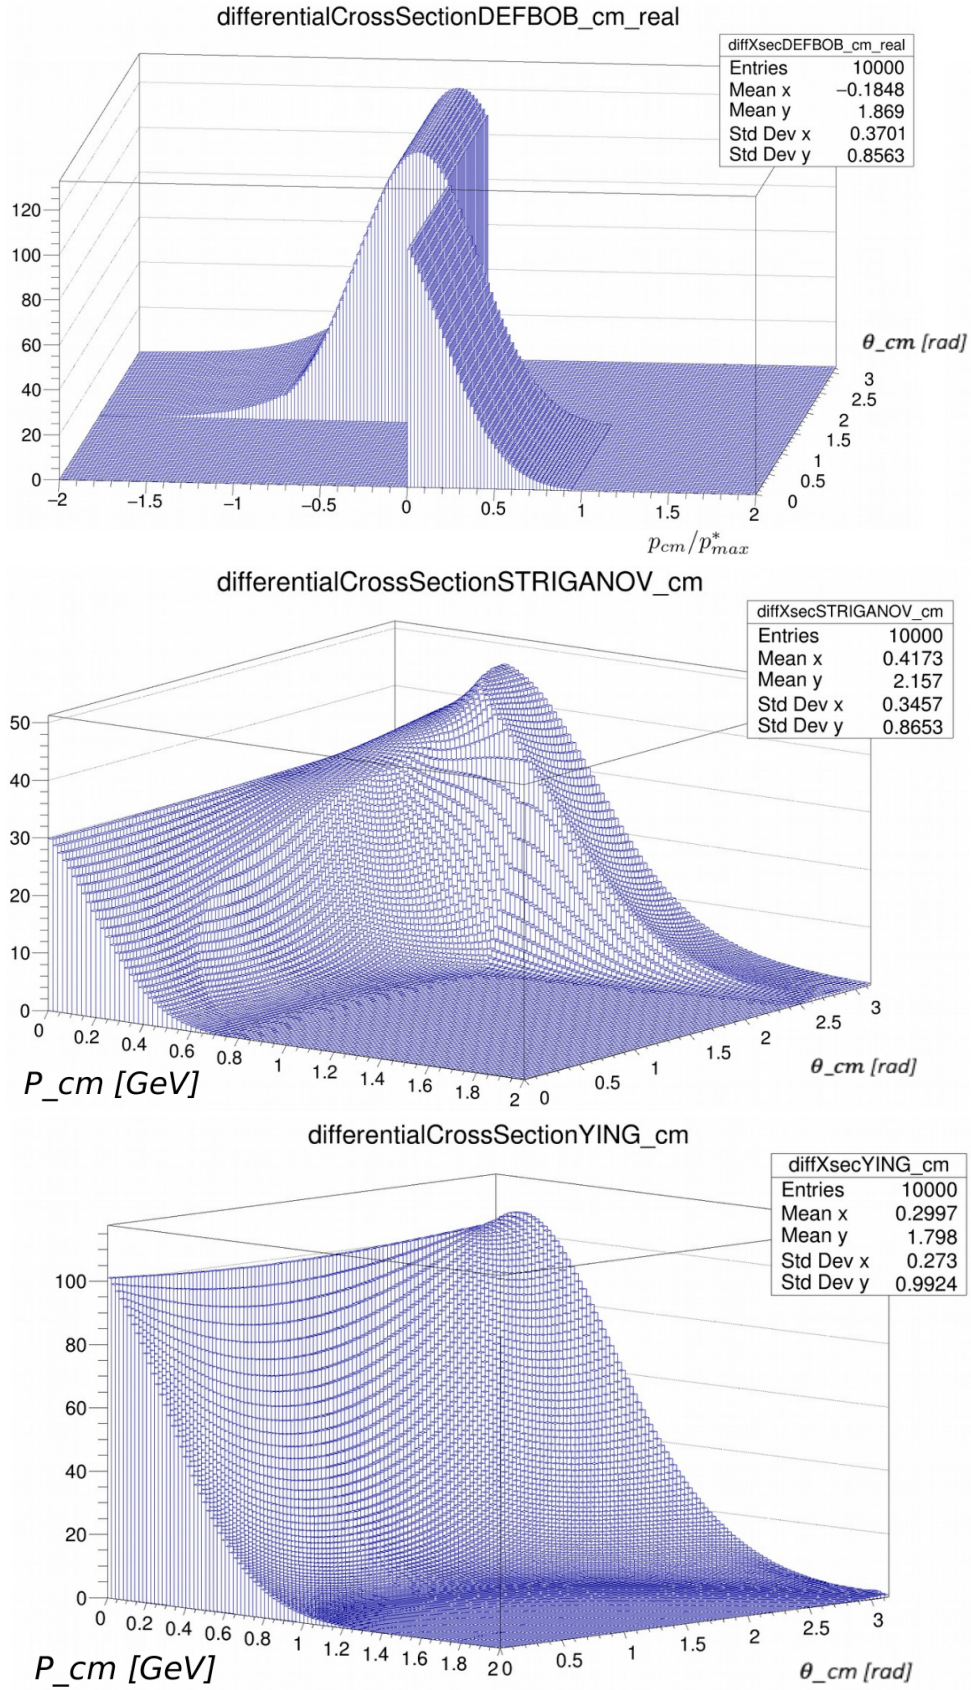 differentialCrossSectionDEFBOB_cm_real
diffXsecDEFBOB_cm_real
Entries 10000
Mean x −0.1848
Mean y 1.869
Std Dev x 0.3701
Std Dev y 0.8563
120
100
80
60
40
20
0
−2 −1.5 −1 −0.5 0 0.5 1 1.5 2
p_{cm}/p^*_{max}
0 0.5 1 1.5 2 2.5 3
θ_cm [rad]
differentialCrossSectionSTRIGANOV_cm
diffXsecSTRIGANOV_cm
Entries 10000
Mean x 0.4173
Mean y 2.157
Std Dev x 0.3457
Std Dev y 0.8653
50
40
30
20
10
0
0 0.2 0.4 0.6 0.8 1 1.2 1.4 1.6 1.8 2
P_cm [GeV]
0 0.5 1 1.5 2 2.5 3
θ_cm [rad]
differentialCrossSectionYING_cm
diffXsecYING_cm
Entries 10000
Mean x 0.2997
Mean y 1.798
Std Dev x 0.273
Std Dev y 0.9924
100
80
60
40
20
0
0 0.2 0.4 0.6 0.8 1 1.2 1.4 1.6 1.8 2
P_cm [GeV]
0 0.5 1 1.5 2 2.5 3
θ_cm [rad]